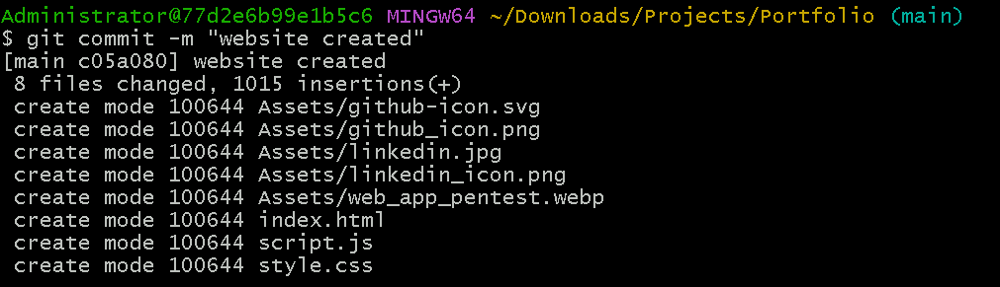 Administrator@77d2e6b99e1b5c6 MINGW64 ~/Downloads/Projects/Portfolio (main)
$ git commit -m "website created"
[main c05a080] website created
 8 files changed, 1015 insertions(+)
 create mode 100644 Assets/github-icon.svg
 create mode 100644 Assets/github_icon.png
 create mode 100644 Assets/linkedin.jpg
 create mode 100644 Assets/linkedin_icon.png
 create mode 100644 Assets/web_app_pentest.webp
 create mode 100644 index.html
 create mode 100644 script.js
 create mode 100644 style.css